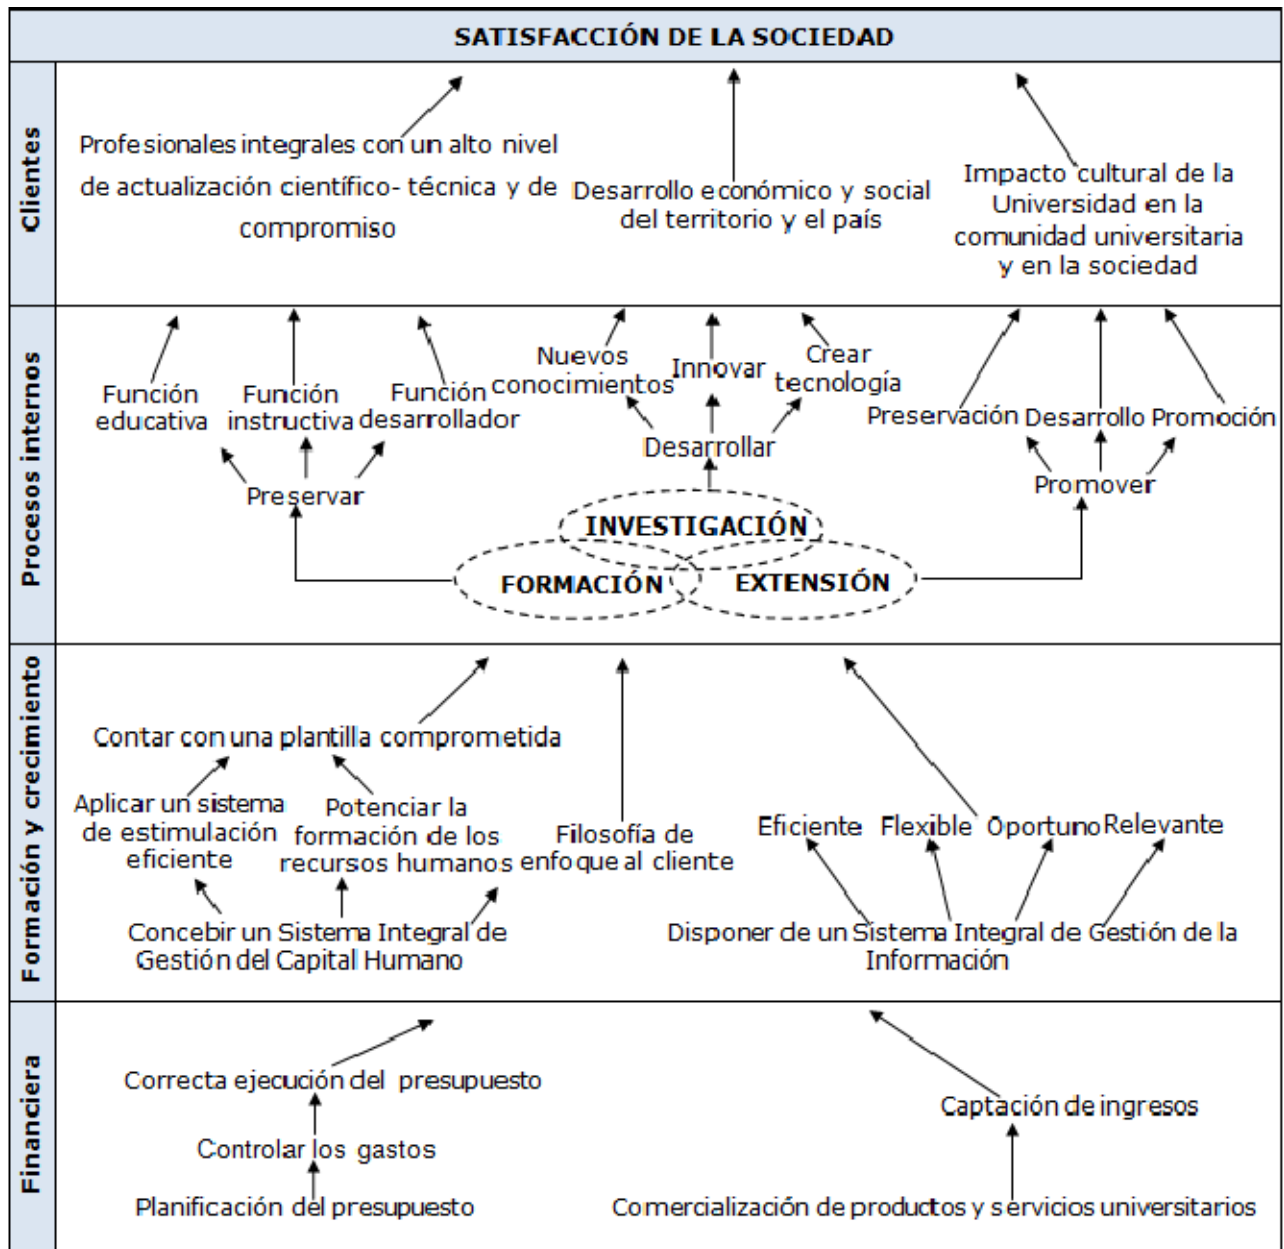 SATISFACCIÓN DE LA SOCIEDAD
Clientes
Profesionales integrales con un alto nivel
de actualización científico- técnica y de
compromiso
Desarrollo económico y social
del territorio y el país
Impacto cultural de la
Universidad en la
comunidad universitaria
y en la sociedad
Procesos internos
Función
educativa
Función
instructiva
Función
desarrollador
Preservar
Nuevos
conocimientos
Innovar
Crear
tecnología
Desarrollar
Preservación
Desarrollo
Promoción
Promover
INVESTIGACIÓN
FORMACIÓN
EXTENSIÓN
Formación y crecimiento
Contar con una plantilla comprometida
Aplicar un sistema
de estimulación
eficiente
Potenciar la
formación de los
recursos humanos
Filosofía de
enfoque al cliente
Eficiente
Flexible
Oportuno
Relevante
Concebir un Sistema Integral de
Gestión del Capital Humano
Disponer de un Sistema Integral de Gestión de la
Información
Financiera
Correcta ejecución del presupuesto
Controlar los gastos
Planificación del presupuesto
Captación de ingresos
Comercialización de productos y servicios universitarios